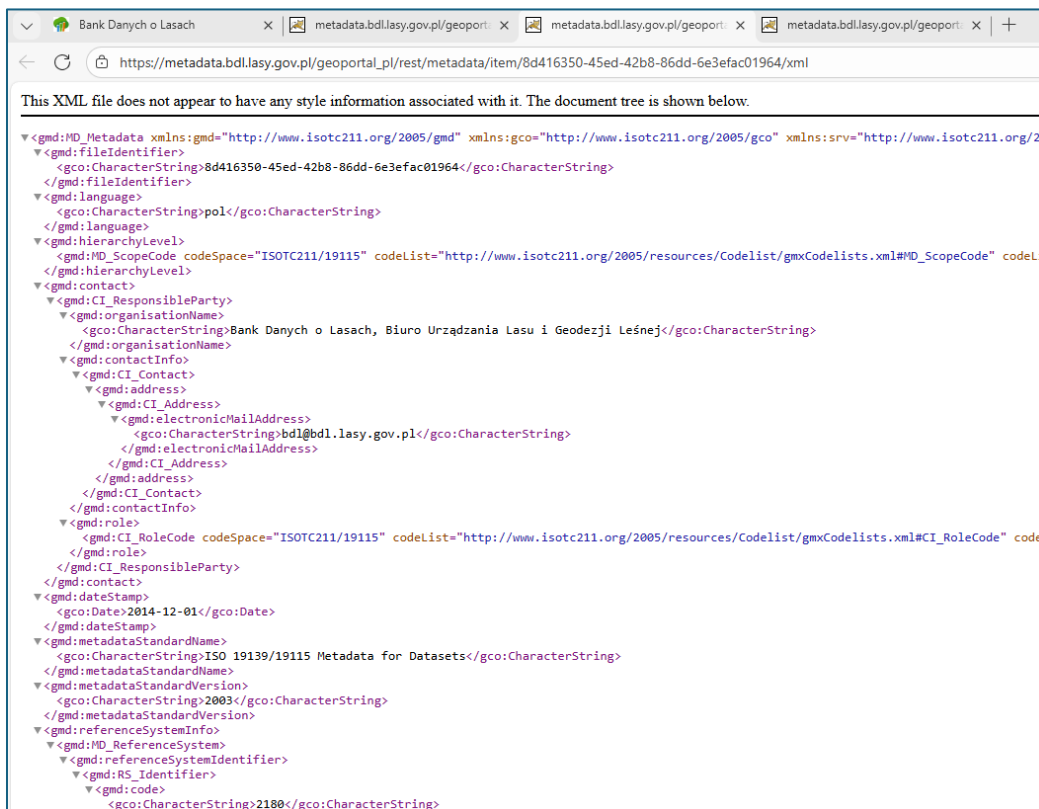 Bank Danych o Lasach
metadata.bdl.lasy.gov.pl/geoporta
metadata.bdl.lasy.gov.pl/geoporta
metadata.bdl.lasy.gov.pl/geoporta
https://metadata.bdl.lasy.gov.pl/geoportal_pl/rest/metadata/item/8d416350-45ed-42b8-86dd-6e3efac01964/xml
This XML file does not appear to have any style information associated with it. The document tree is shown below.
<gmd:MD_Metadata xmlns:gmd="http://www.isotc211.org/2005/gmd" xmlns:gco="http://www.isotc211.org/2005/gco" xmlns:srv="http://www.isotc211.org/2
<gmd:fileIdentifier>
<gco:CharacterString>8d416350-45ed-42b8-86dd-6e3efac01964</gco:CharacterString>
</gmd:fileIdentifier>
<gmd:language>
<gco:CharacterString>pol</gco:CharacterString>
</gmd:language>
<gmd:hierarchyLevel>
<gmd:MD_ScopeCode codeSpace="ISOTC211/19115" codeList="http://www.isotc211.org/2005/resources/Codelist/gmxCodelists.xml#MD_ScopeCode" codeL
</gmd:hierarchyLevel>
<gmd:contact>
<gmd:CI_ResponsibleParty>
<gmd:organisationName>
<gco:CharacterString>Bank Danych o Lasach, Biuro Urządzania Lasu i Geodezji Leśnej</gco:CharacterString>
</gmd:organisationName>
<gmd:contactInfo>
<gmd:CI_Contact>
<gmd:address>
<gmd:CI_Address>
<gmd:electronicMailAddress>
<gco:CharacterString>bdl@bdl.lasy.gov.pl</gco:CharacterString>
</gmd:electronicMailAddress>
</gmd:CI_Address>
</gmd:address>
</gmd:CI_Contact>
</gmd:contactInfo>
<gmd:role>
<gmd:CI_RoleCode codeSpace="ISOTC211/19115" codeList="http://www.isotc211.org/2005/resources/Codelist/gmxCodelists.xml#CI_RoleCode" code
</gmd:role>
</gmd:CI_ResponsibleParty>
</gmd:contact>
<gmd:dateStamp>
<gco:Date>2014-12-01</gco:Date>
</gmd:dateStamp>
<gmd:metadataStandardName>
<gco:CharacterString>ISO 19139/19115 Metadata for Datasets</gco:CharacterString>
</gmd:metadataStandardName>
<gmd:metadataStandardVersion>
<gco:CharacterString>2003</gco:CharacterString>
</gmd:metadataStandardVersion>
<gmd:referenceSystemInfo>
<gmd:MD_ReferenceSystem>
<gmd:referenceSystemIdentifier>
<gmd:RS_Identifier>
<gmd:code>
<gco:CharacterString>2180</gco:CharacterString>